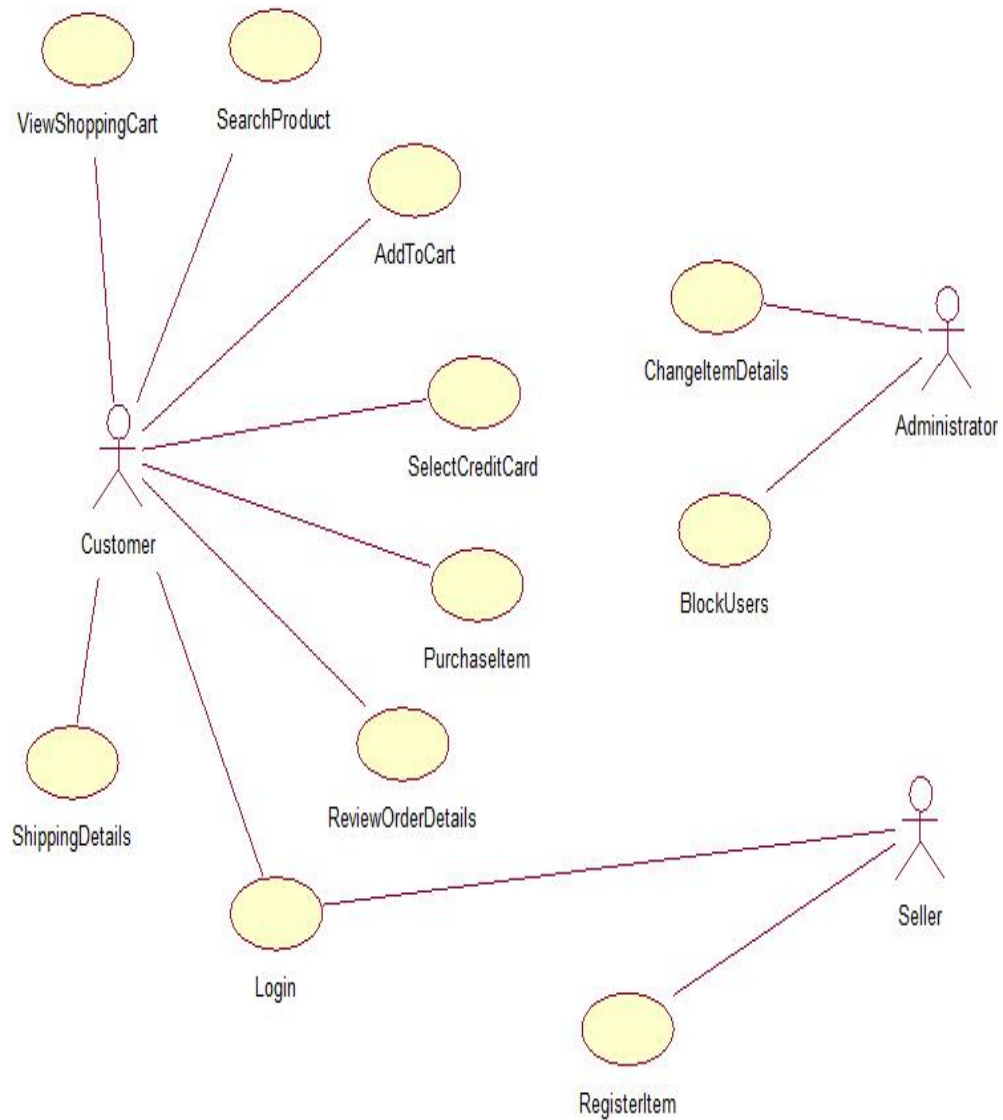 ViewShoppingCart
SearchProduct
AddToCart
ChangeItemDetails
Administrator
SelectCreditCard
Customer
BlockUsers
PurchaseItem
ReviewOrderDetails
ShippingDetails
Seller
Login
RegisterItem